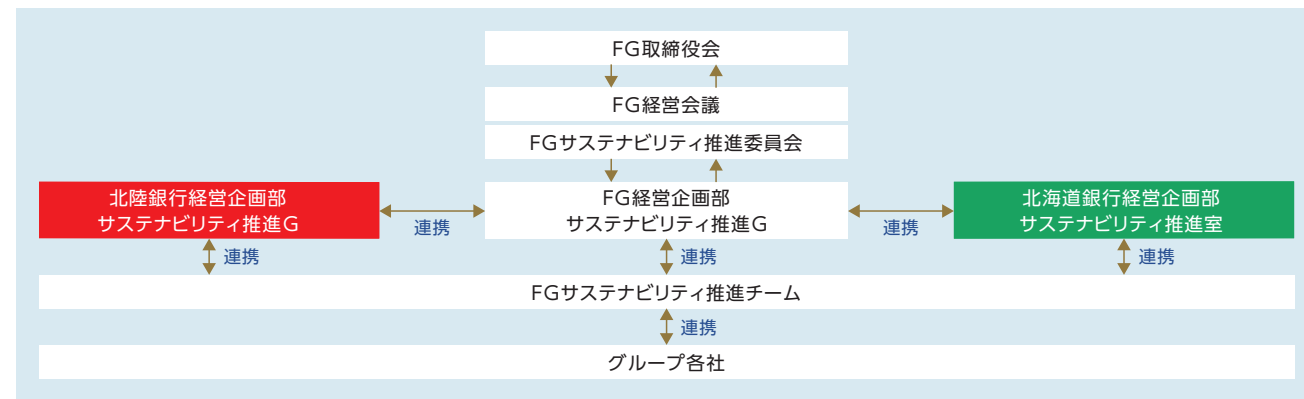 FG取締役会
FG経営会議
FGサステナビリティ推進委員会
北陸銀行経営企画部
サステナビリティ推進G
連携
FG経営企画部
サステナビリティ推進G
連携
北海道銀行経営企画部
サステナビリティ推進室
連携
連携
連携
FGサステナビリティ推進チーム
連携
グループ各社